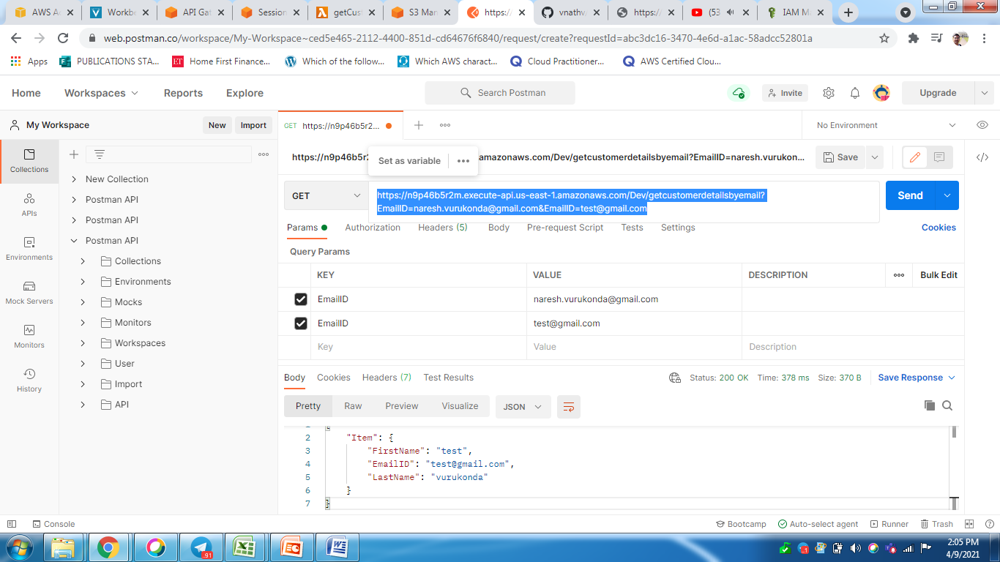 AWS A
Workbe
API Gat
Session
getCust
S3 Man
https:/
vnathv
https:/
(53
IAM M
web.postman.co/workspace/My-Workspace~ced5e465-2112-4400-851d-cd64676f6840/request/create?requestId=abc3dc16-3470-4e6d-a1ac-58adcc52801a
Apps
PUBLICATIONS STA...
Home First Finance...
Which of the follow...
Which AWS charact...
Cloud Practitioner...
AWS Certified Clou...
Home
Workspaces
Reports
Explore
Search Postman
Invite
Upgrade
My Workspace
New
Import
GET https://n9p46b5r2...
No Environment
Collections
APIs
Environments
Mock Servers
Monitors
History
New Collection
Postman API
Postman API
Postman API
Collections
Environments
Mocks
Monitors
Workspaces
User
Import
API
https://n9p46b5r
Set as variable
.amazonaws.com/Dev/getcustomerdetailsbyemail?EmailID=naresh.vurukon...
Save
GET
https://n9p46b5r2m.execute-api.us-east-1.amazonaws.com/Dev/getcustomerdetailsbyemail?
EmailID=naresh.vurukonda@gmail.com&EmailID=test@gmail.com
Send
Params
Authorization
Headers (5)
Body
Pre-request Script
Tests
Settings
Cookies
Query Params
KEY VALUE DESCRIPTION Bulk Edit
EmailID naresh.vurukonda@gmail.com
EmailID test@gmail.com
Key Value Description
Body
Cookies
Headers (7)
Test Results
Status: 200 OK
Time: 378 ms
Size: 370 B
Save Response
Pretty
Raw
Preview
Visualize
JSON
2 "Item": {
3 "FirstName": "test",
4 "EmailID": "test@gmail.com",
5 "LastName": "vurukonda"
6 }
7 }
Console
Bootcamp
Auto-select agent
Runner
Trash
91
2:05 PM
4/9/2021